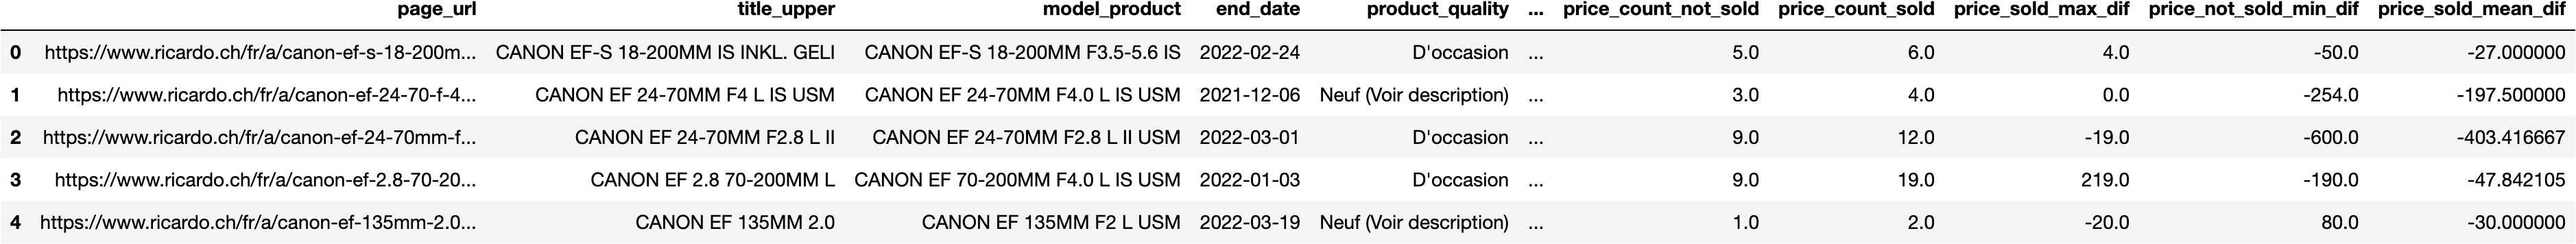 page_url title_upper model_product end_date product_quality ... price_count_not_sold price_count_sold price_sold_max_dif price_not_sold_min_dif price_sold_mean_dif
0 https://www.ricardo.ch/fr/a/canon-ef-s-18-200m... CANON EF-S 18-200MM IS INKL. GELI CANON EF-S 18-200MM F3.5-5.6 IS 2022-02-24 D'occasion ... 5.0 6.0 4.0 -50.0 -27.000000
1 https://www.ricardo.ch/fr/a/canon-ef-24-70-f-4... CANON EF 24-70MM F4 L IS USM CANON EF 24-70MM F4.0 L IS USM 2021-12-06 Neuf (Voir description) ... 3.0 4.0 0.0 -254.0 -197.500000
2 https://www.ricardo.ch/fr/a/canon-ef-24-70mm-f... CANON EF 24-70MM F2.8 L II CANON EF 24-70MM F2.8 L II USM 2022-03-01 D'occasion ... 9.0 12.0 -19.0 -600.0 -403.416667
3 https://www.ricardo.ch/fr/a/canon-ef-2.8-70-20... CANON EF 2.8 70-200MM L CANON EF 70-200MM F4.0 L IS USM 2022-01-03 D'occasion ... 9.0 19.0 219.0 -190.0 -47.842105
4 https://www.ricardo.ch/fr/a/canon-ef-135mm-2.0... CANON EF 135MM 2.0 CANON EF 135MM F2 L USM 2022-03-19 Neuf (Voir description) ... 1.0 2.0 -20.0 80.0 -30.000000